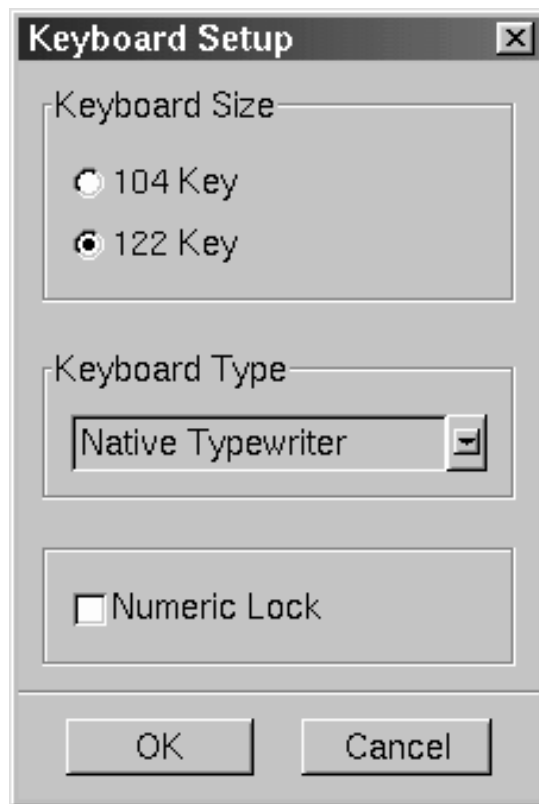 Keyboard Setup
Keyboard Size
104 Key
122 Key
Keyboard Type
Native Typewriter
Numeric Lock
OK Cancel